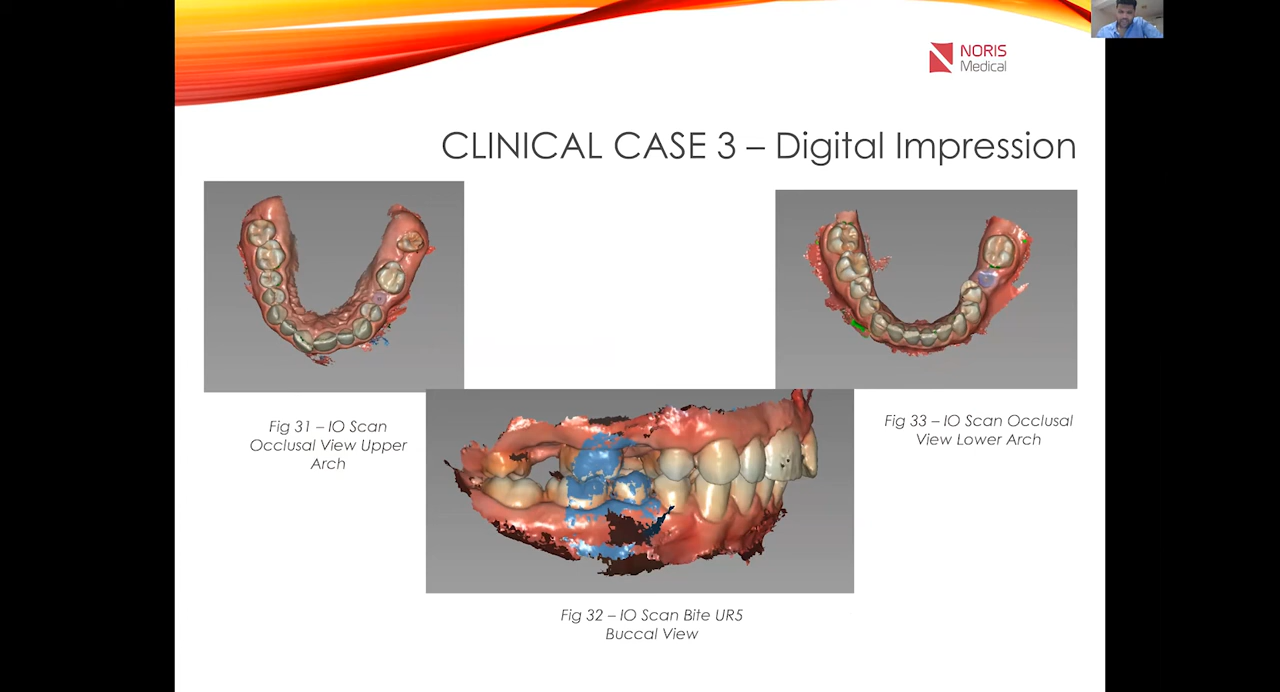 NORIS
Medical
CLINICAL CASE 3 – Digital Impression
Fig 31 – IO Scan
Occlusal View Upper
Arch
Fig 33 – IO Scan Occlusal
View Lower Arch
Fig 32 – IO Scan Bite UR5
Buccal View